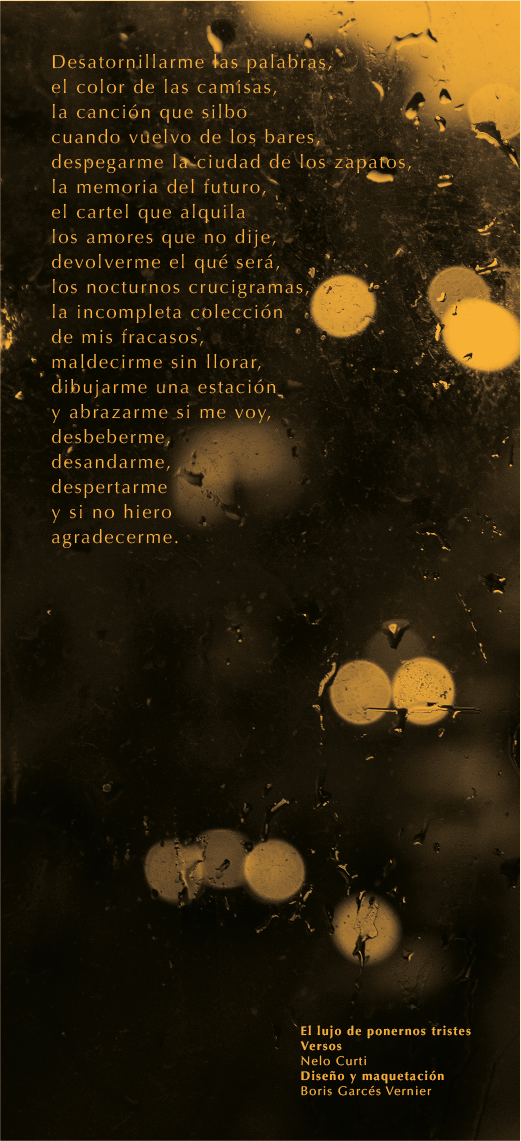 Desatornillarme las palabras,
el color de las camisas,
la canción que silbo
cuando vuelvo de los bares,
despegarme la ciudad de los zapatos,
la memoria del futuro,
el cartel que alquila
los amores que no dije,
devolverme el qué será,
los nocturnos crucigramas,
la incompleta colección
de mis fracasos,
maldecirme sin llorar,
dibujarme una estación
y abrazarme si me voy,
desbeberme,
desandarme,
despertarme
y si no hiero
agradecerme.
El lujo de ponernos tristes
Versos
Nelo Curti
Diseño y maquetación
Boris Garcés Vernier